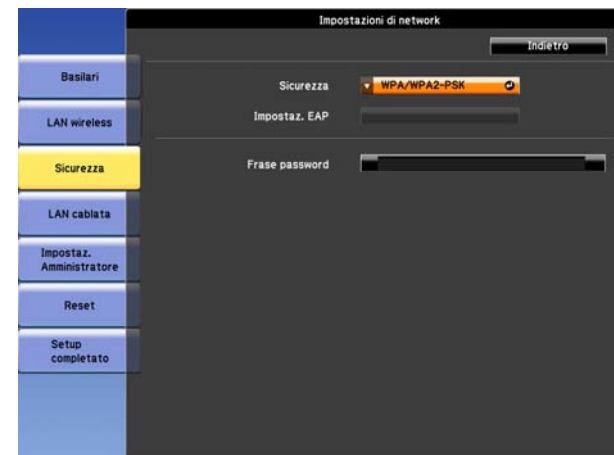 Impostazioni di network
Indietro
Basilari
LAN wireless
Sicurezza
LAN cablata
Impostaz.
Amministratore
Reset
Setup
completato
Sicurezza
WPA/WPA2-PSK
Impostaz. EAP
Frase password